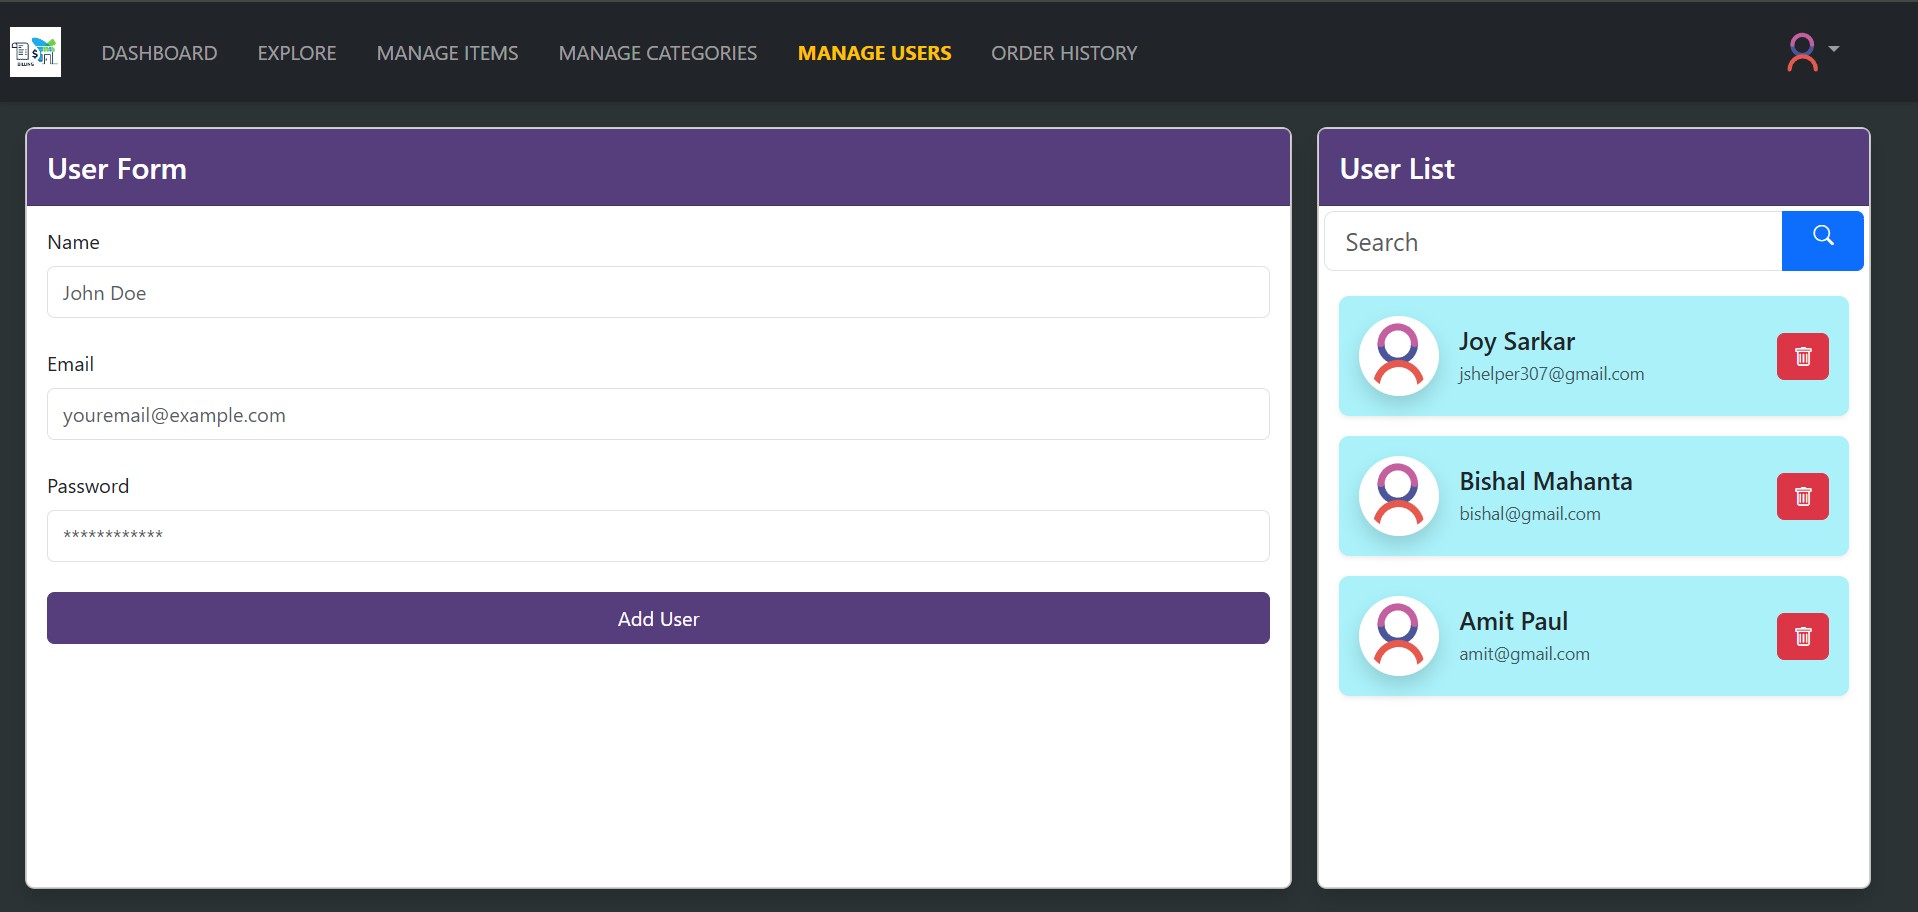 BILLING
DASHBOARD EXPLORE MANAGE ITEMS MANAGE CATEGORIES MANAGE USERS ORDER HISTORY
User Form
Name
John Doe
Email
youremail@example.com
Password
************
Add User
User List
Search
Joy Sarkar
jshelper307@gmail.com
Bishal Mahanta
bishal@gmail.com
Amit Paul
amit@gmail.com